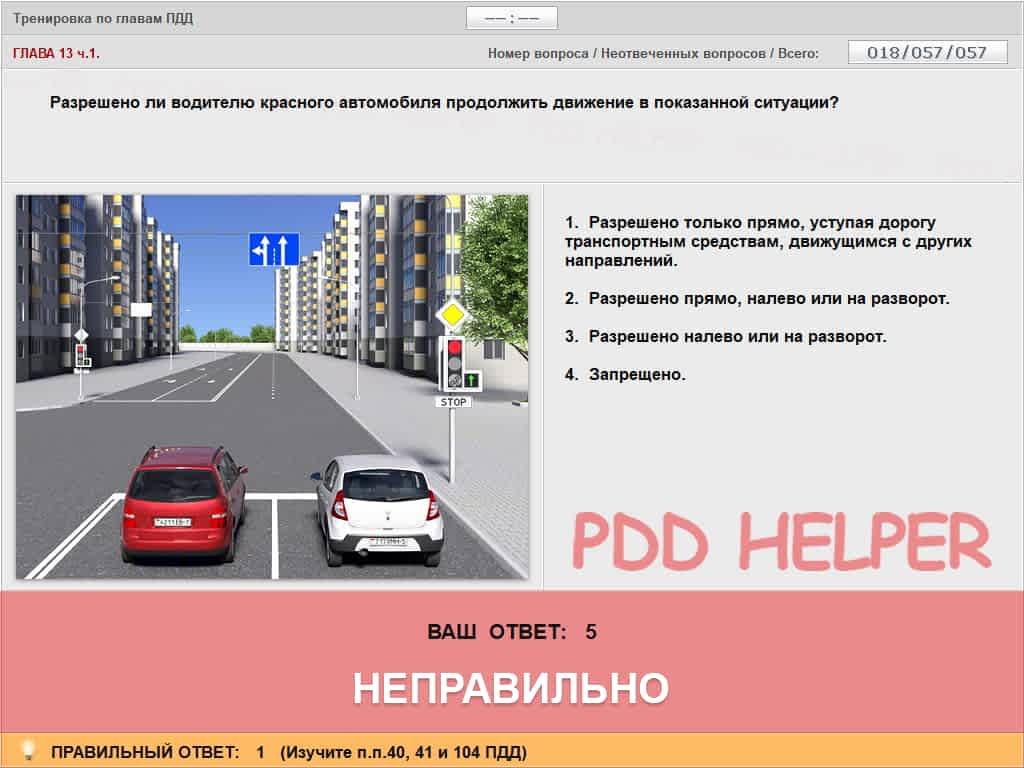 Тренировка по главам ПДД
–– : ––
ГЛАВА 13 ч.1.
Номер вопроса / Неотвеченных вопросов / Всего:
018/057/057
Разрешено ли водителю красного автомобиля продолжить движение в показанной ситуации?
STOP
1. Разрешено только прямо, уступая дорогу
транспортным средствам, движущимся с других
направлений.
2. Разрешено прямо, налево или на разворот.
3. Разрешено налево или на разворот.
4. Запрещено.
PDD HELPER
ВАШ ОТВЕТ: 5
НЕПРАВИЛЬНО
ПРАВИЛЬНЫЙ ОТВЕТ: 1 (Изучите п.п.40, 41 и 104 ПДД)